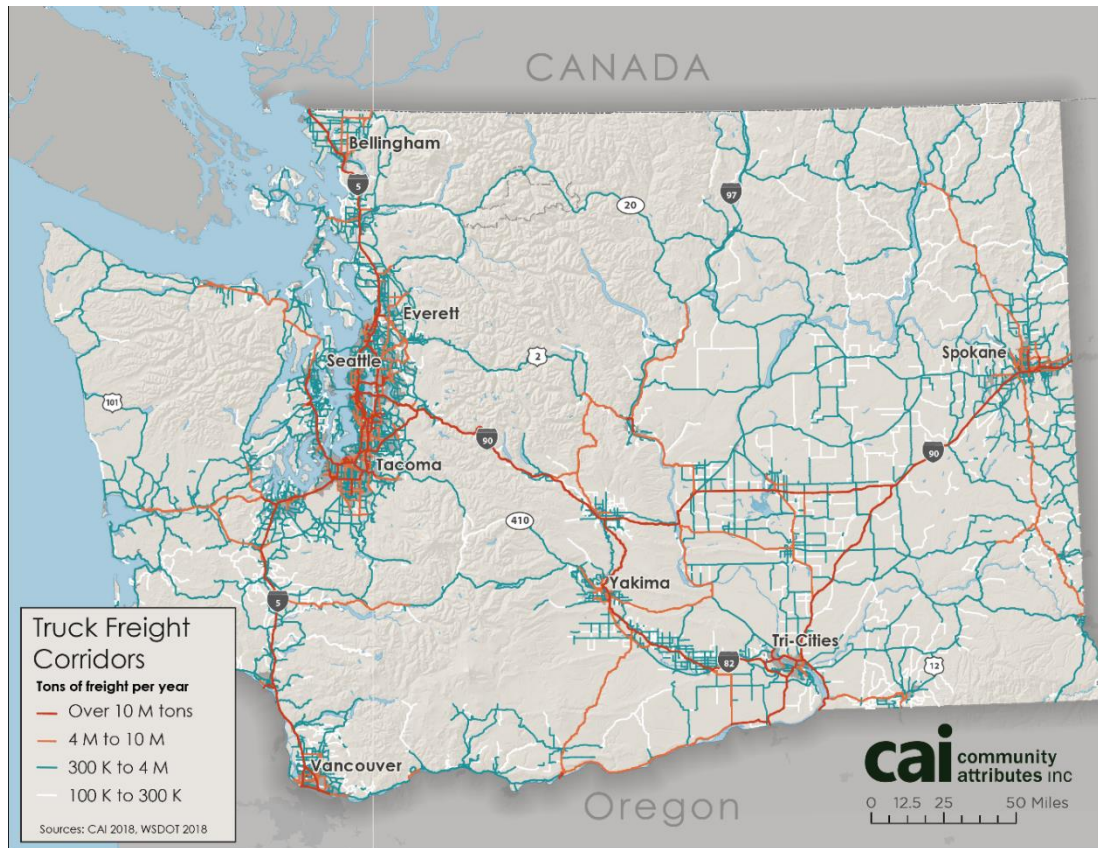 CANADA
Bellingham
5
97
20
Everett
2
Seattle
Spokane
101
90
90
Tacoma
410
Yakima
5
Tri-Cities
82
12
Vancouver
Oregon
Truck Freight
Corridors
Tons of freight per year
Over 10 M tons
4 M to 10 M
300 K to 4 M
100 K to 300 K
Sources: CAI 2018, WSDOT 2018
cai community
attributes INC
0 12.5 25 50 Miles